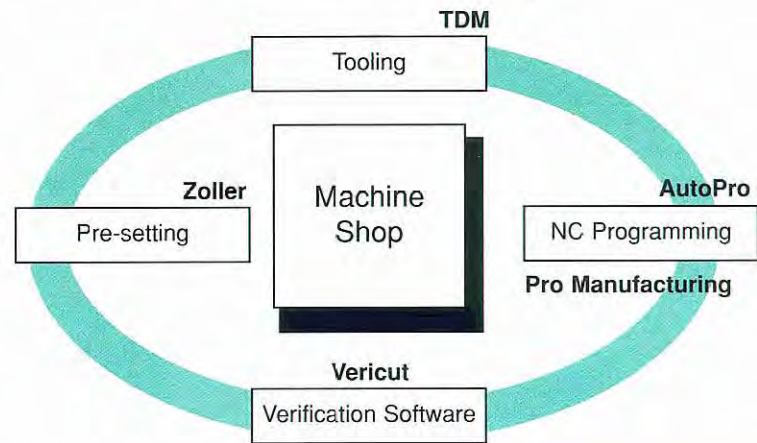 TDM
Tooling
Zoller
Pre-setting
Machine
Shop
AutoPro
NC Programming
Pro Manufacturing
Vericut
Verification Software